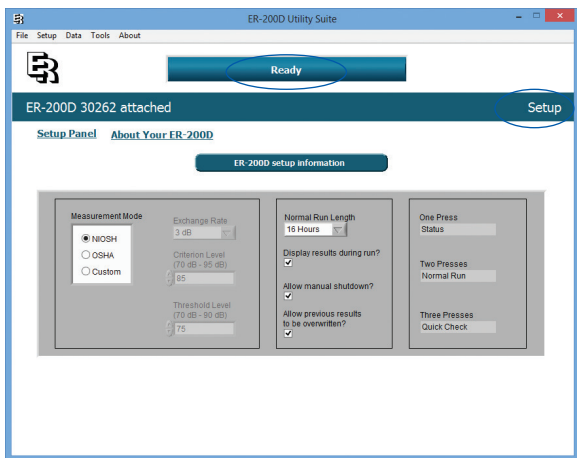 ER-200D Utility Suite
File Setup Data Tools About
ER
Ready
ER-200D 30262 attached
Setup
Setup Panel About Your ER-200D
ER-200D setup information
Measurement Mode
NIOSH
OSHA
Custom
Exchange Rate
3 dB
Criterion Level
(70 dB - 95 dB)
85
Threshold Level
(70 dB - 90 dB)
75
Normal Run Length
16 Hours
Display results during run?
Allow manual shutdown?
Allow previous results
to be overwritten?
One Press
Status
Two Presses
Normal Run
Three Presses
Quick Check